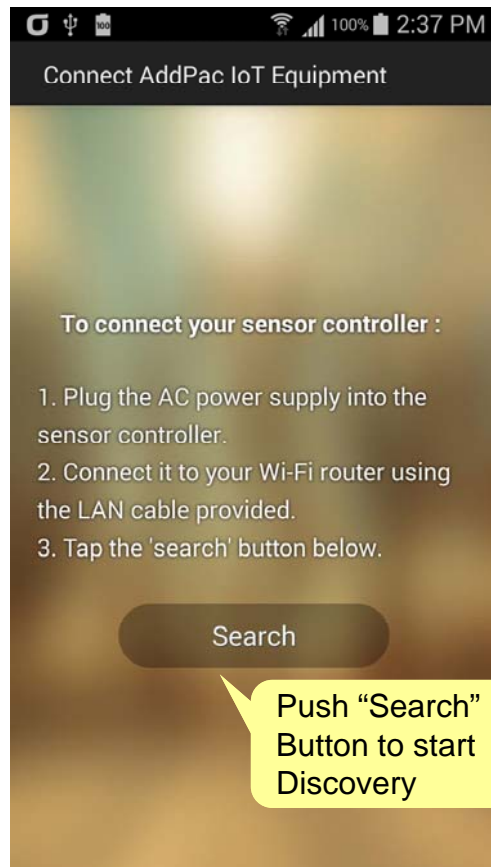 100 100% 2:37 PM
Connect AddPac IoT Equipment
To connect your sensor controller :
1. Plug the AC power supply into the
sensor controller.
2. Connect it to your Wi-Fi router using
the LAN cable provided.
3. Tap the 'search' button below.
Search
Push “Search”
Button to start
Discovery